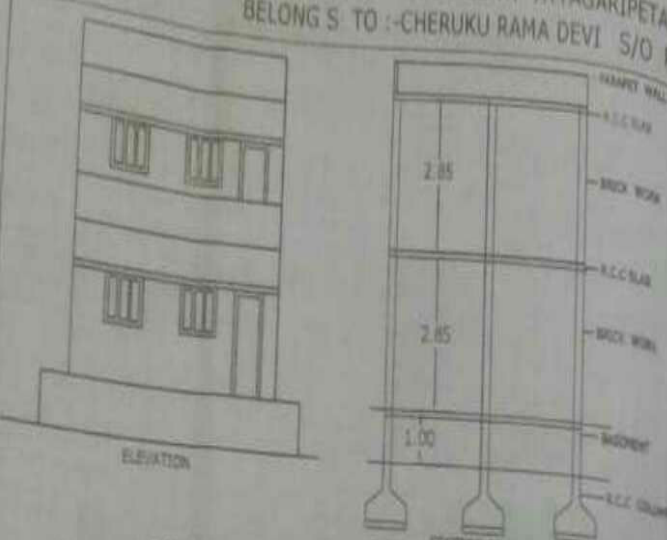 BELONG S TO :-CHERUKU RAMA DEVI S/O
PARAPET WALL
R.C.C SLAB
2.85
BRICK WORK
R.C.C SLAB
2.85
BRICK WORK
1.00
BASEMENT
ELEVATION
R.C.C COLUMN